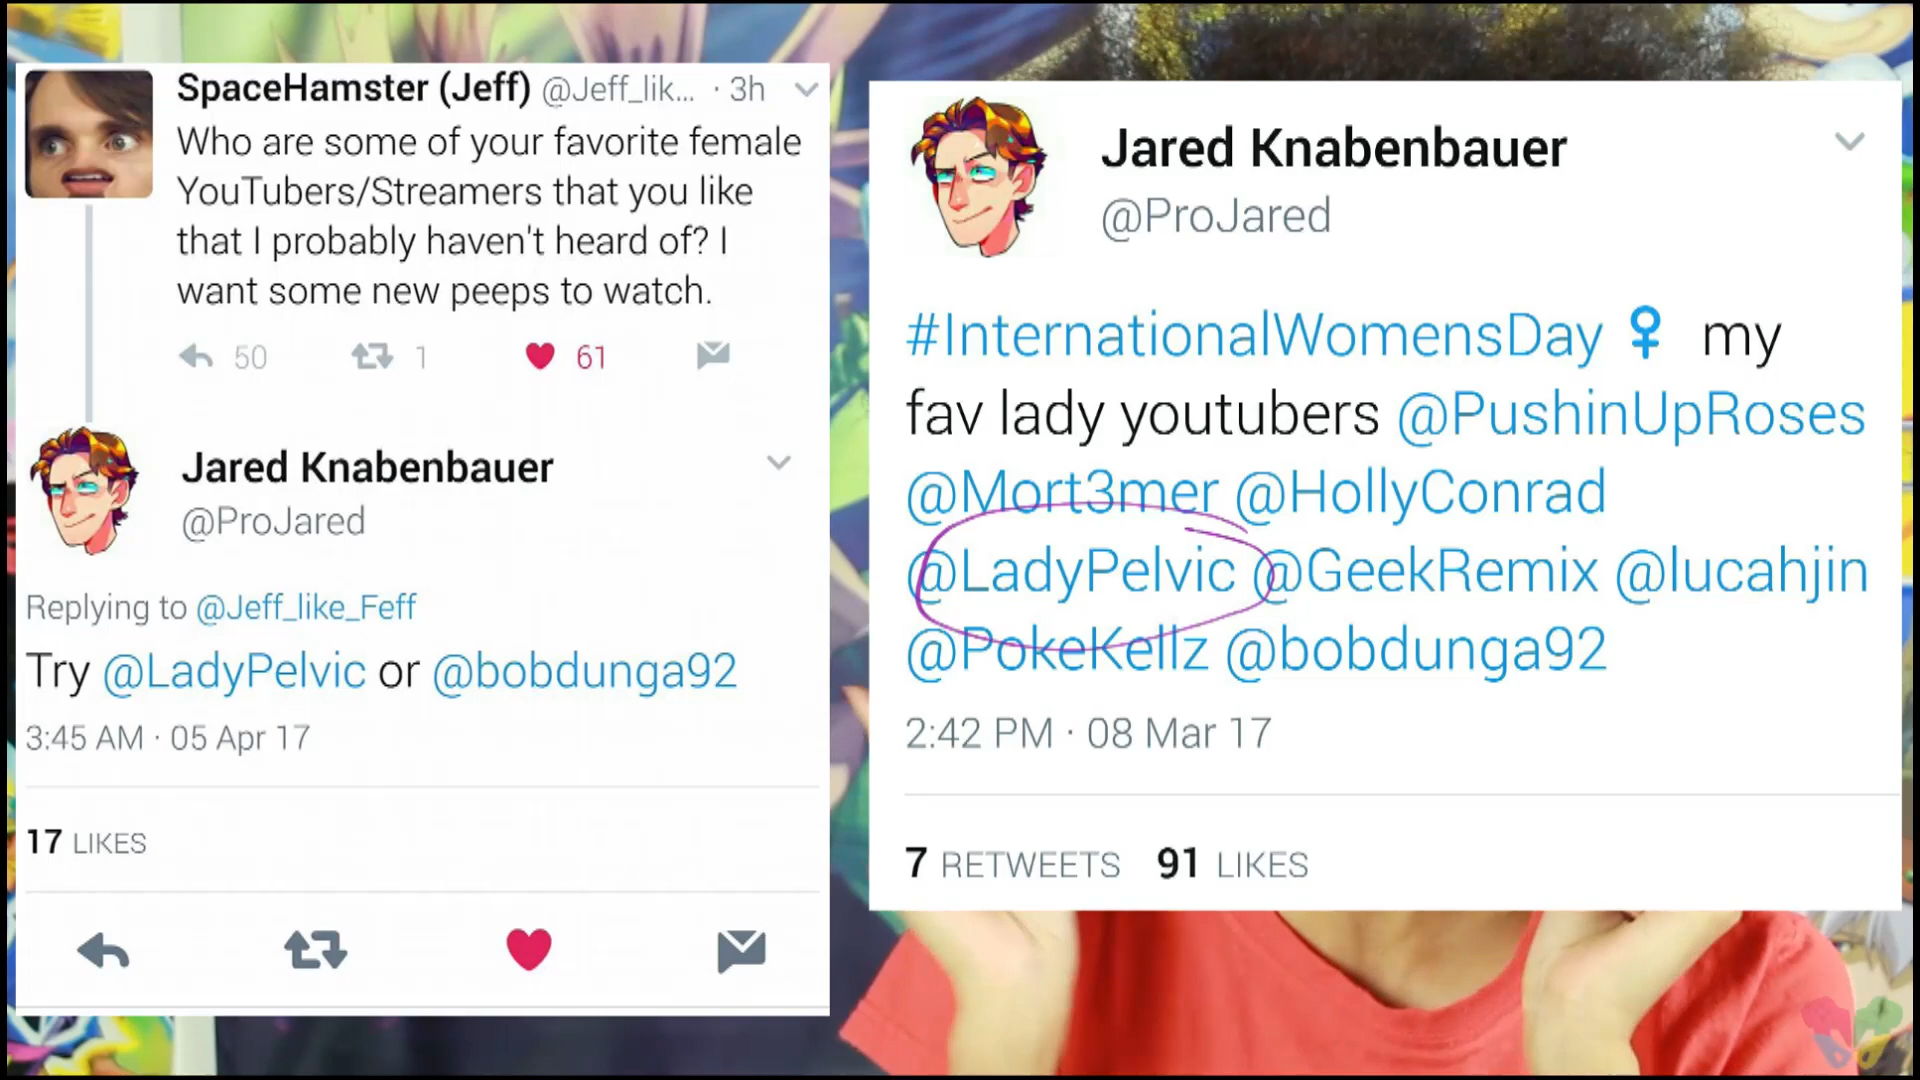 SpaceHamster (Jeff) @Jeff_lik... · 3h
Who are some of your favorite female
YouTubers/Streamers that you like
that I probably haven't heard of? I
want some new peeps to watch.
50 1 61
Jared Knabenbauer
@ProJared
Replying to @Jeff_like_Feff
Try @LadyPelvic or @bobdunga92
3:45 AM · 05 Apr 17
17 LIKES
Jared Knabenbauer
@ProJared
#InternationalWomensDay ♀ my
fav lady youtubers @PushinUpRoses
@Mort3mer @HollyConrad
@LadyPelvic @GeekRemix @lucahjin
@PokeKellz @bobdunga92
2:42 PM · 08 Mar 17
7 RETWEETS 91 LIKES